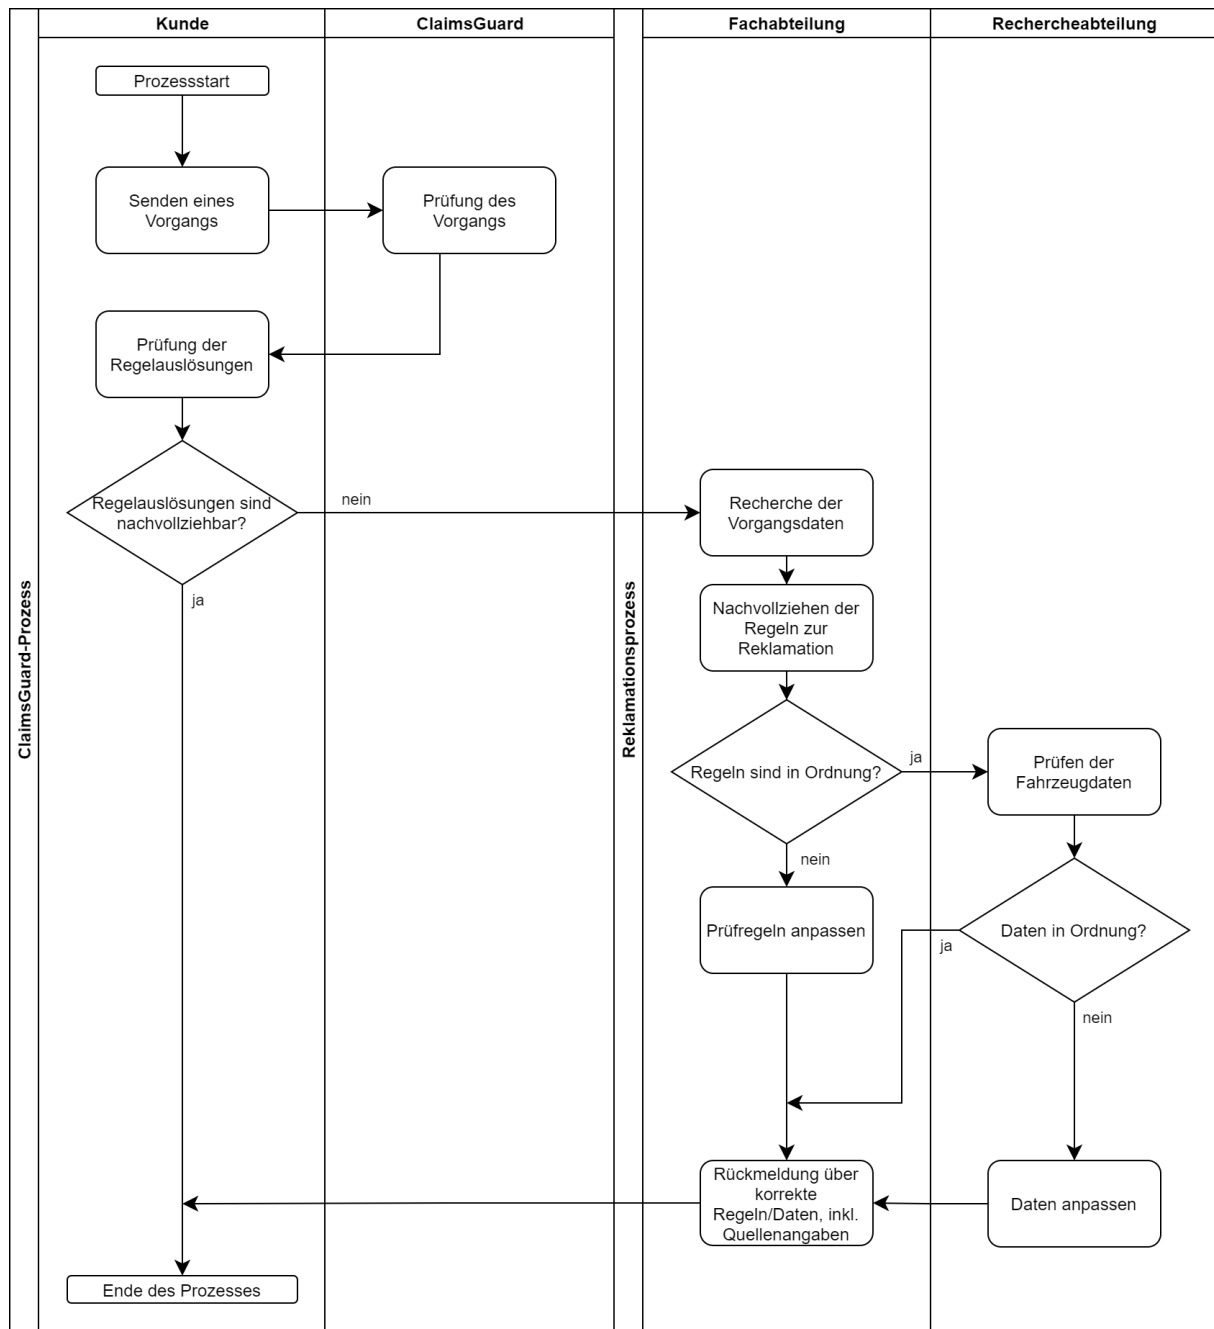 Kunde
ClaimsGuard
Fachabteilung
Rechercheabteilung
ClaimsGuard-Prozess
Reklamationsprozess
Prozessstart
Senden eines
Vorgangs
Prüfung des
Vorgangs
Prüfung der
Regelauslösungen
Regelauslösungen sind
nachvollziehbar?
nein
ja
Recherche der
Vorgangsdaten
Nachvollziehen der
Regeln zur
Reklamation
Regeln sind in Ordnung?
ja
nein
Prüfen der
Fahrzeugdaten
Prüfregeln anpassen
Daten in Ordnung?
ja
nein
Rückmeldung über
korrekte
Regeln/Daten, inkl.
Quellenangaben
Daten anpassen
Ende des Prozesses